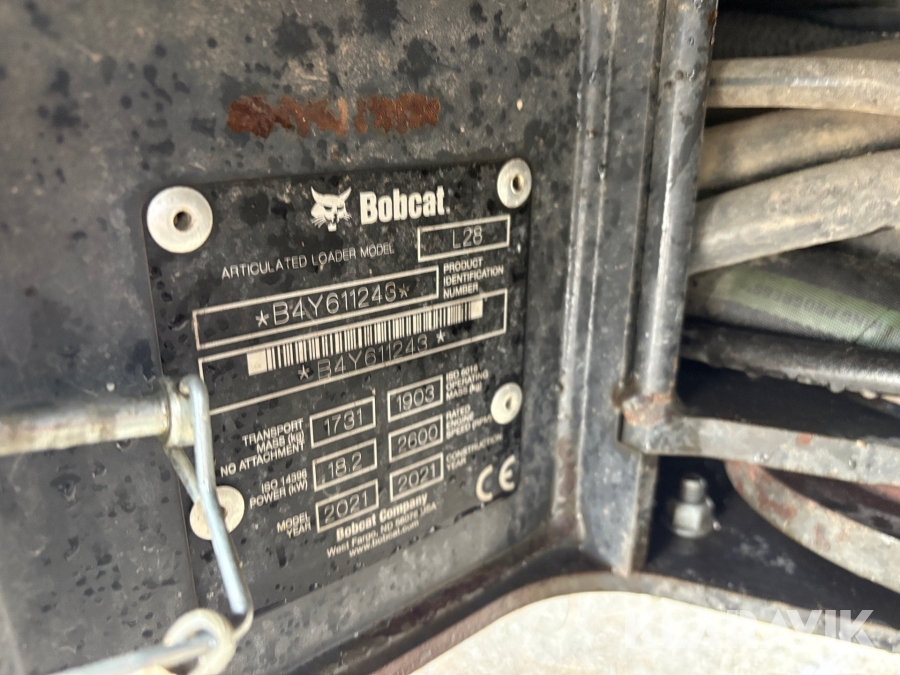 Bobcat.
ARTICULATED LOADER MODEL L28
*B4Y611243* PRODUCT IDENTIFICATION NUMBER
*B4Y611243*
TRANSPORT MASS (kg) NO ATTACHMENT 1731
1903 ISO 6016 OPERATING MASS (kg)
ISO 14396 POWER (kW) 18.2
2600 RATED ENGINE SPEED (RPM)
MODEL YEAR 2021
2021 CONSTRUCTION YEAR
CE
Bobcat Company
West Fargo, ND 58078 USA
www.bobcat.com
KLARAVIK